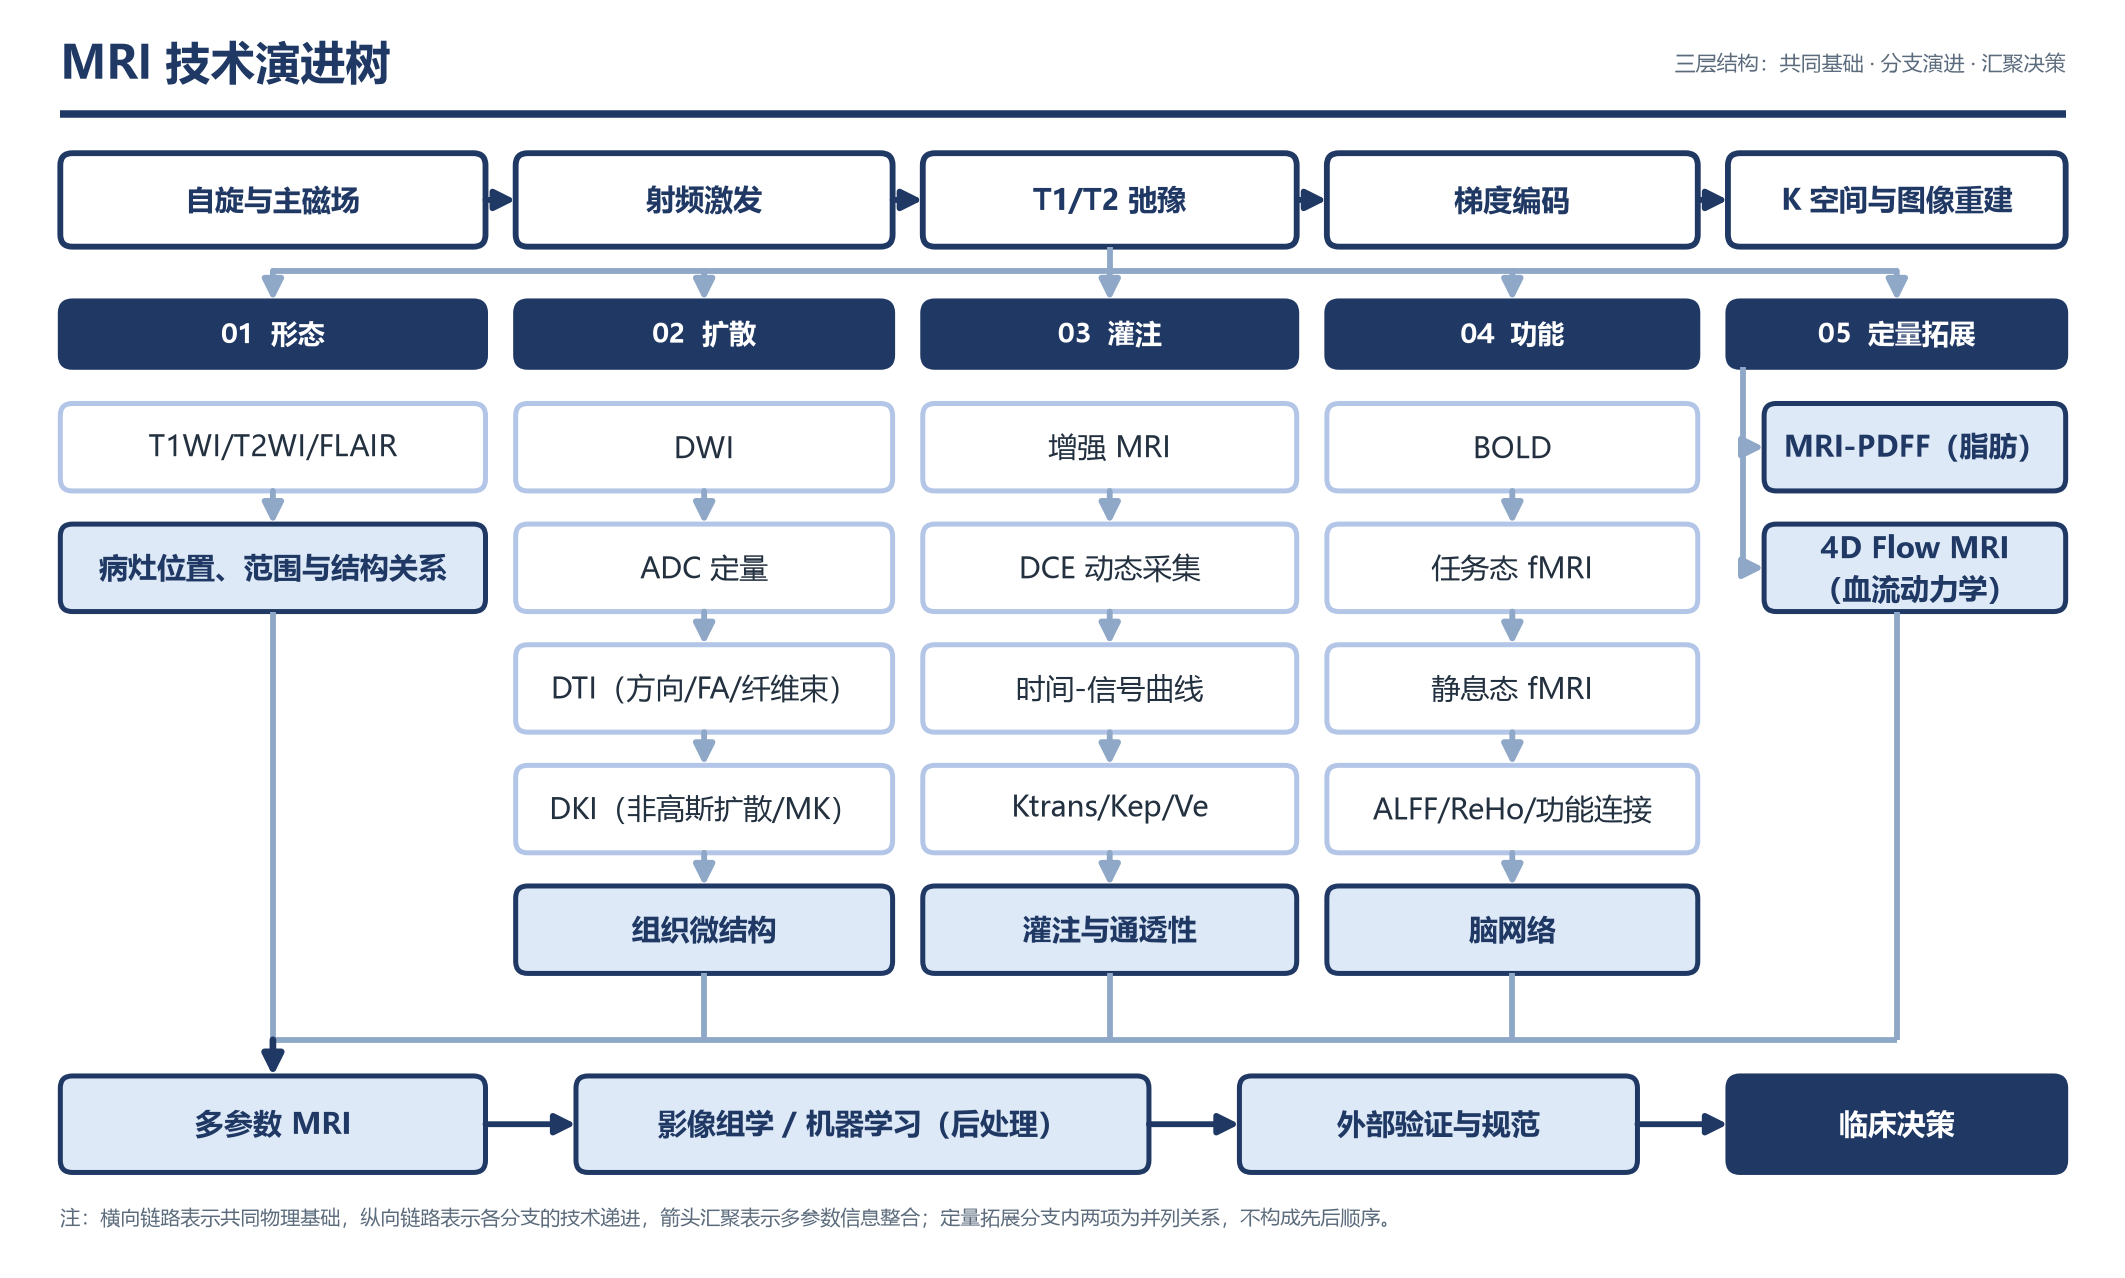 MRI 技术演进树
三层结构：共同基础 · 分支演进 · 汇聚决策
自旋与主磁场
射频激发
T1/T2 弛豫
梯度编码
K 空间与图像重建
01 形态
02 扩散
03 灌注
04 功能
05 定量拓展
T1WI/T2WI/FLAIR
DWI
增强 MRI
BOLD
MRI-PDFF（脂肪）
病灶位置、范围与结构关系
ADC 定量
DCE 动态采集
任务态 fMRI
4D Flow MRI
（血流动力学）
DTI（方向/FA/纤维束）
时间-信号曲线
静息态 fMRI
DKI（非高斯扩散/MK）
Ktrans/Kep/Ve
ALFF/ReHo/功能连接
组织微结构
灌注与通透性
脑网络
多参数 MRI
影像组学 / 机器学习（后处理）
外部验证与规范
临床决策
注：横向链路表示共同物理基础，纵向链路表示各分支的技术递进，箭头汇聚表示多参数信息整合；定量拓展分支内两项为并列关系，不构成先后顺序。